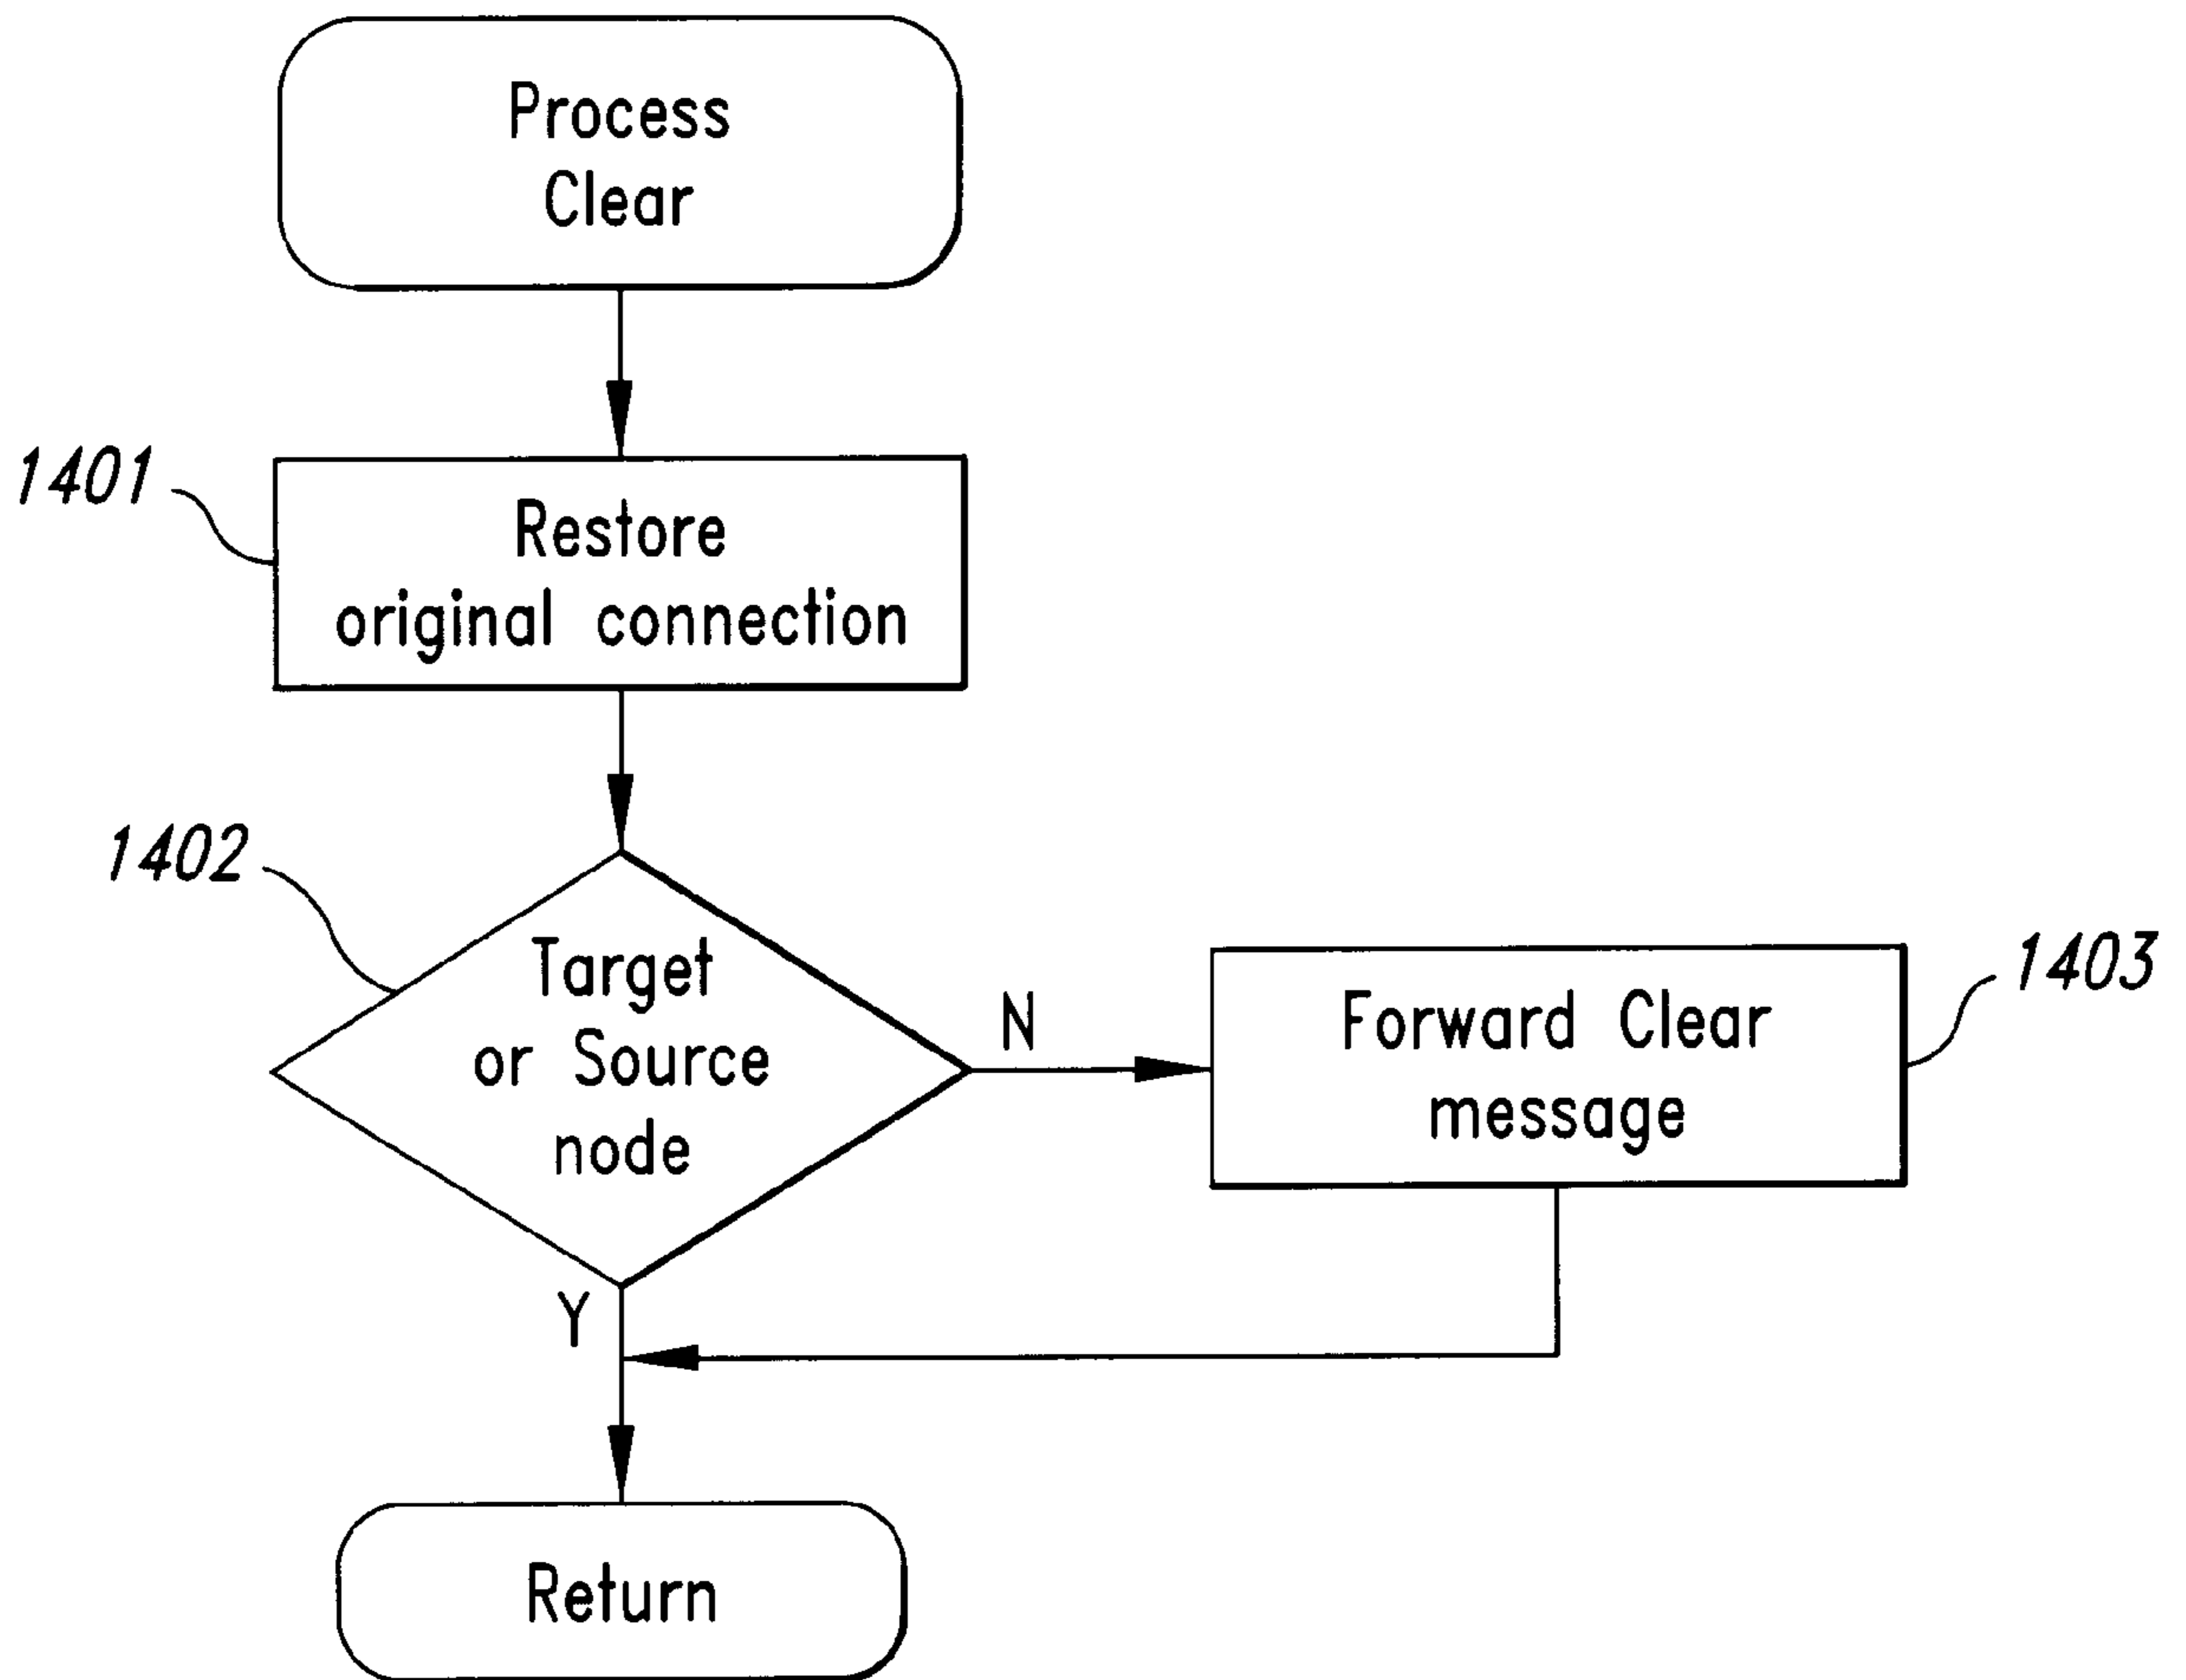 Process
Clear
1401
Restore
original connection
1402
Target
or Source
node
N
Forward Clear
message
1403
Y
Return